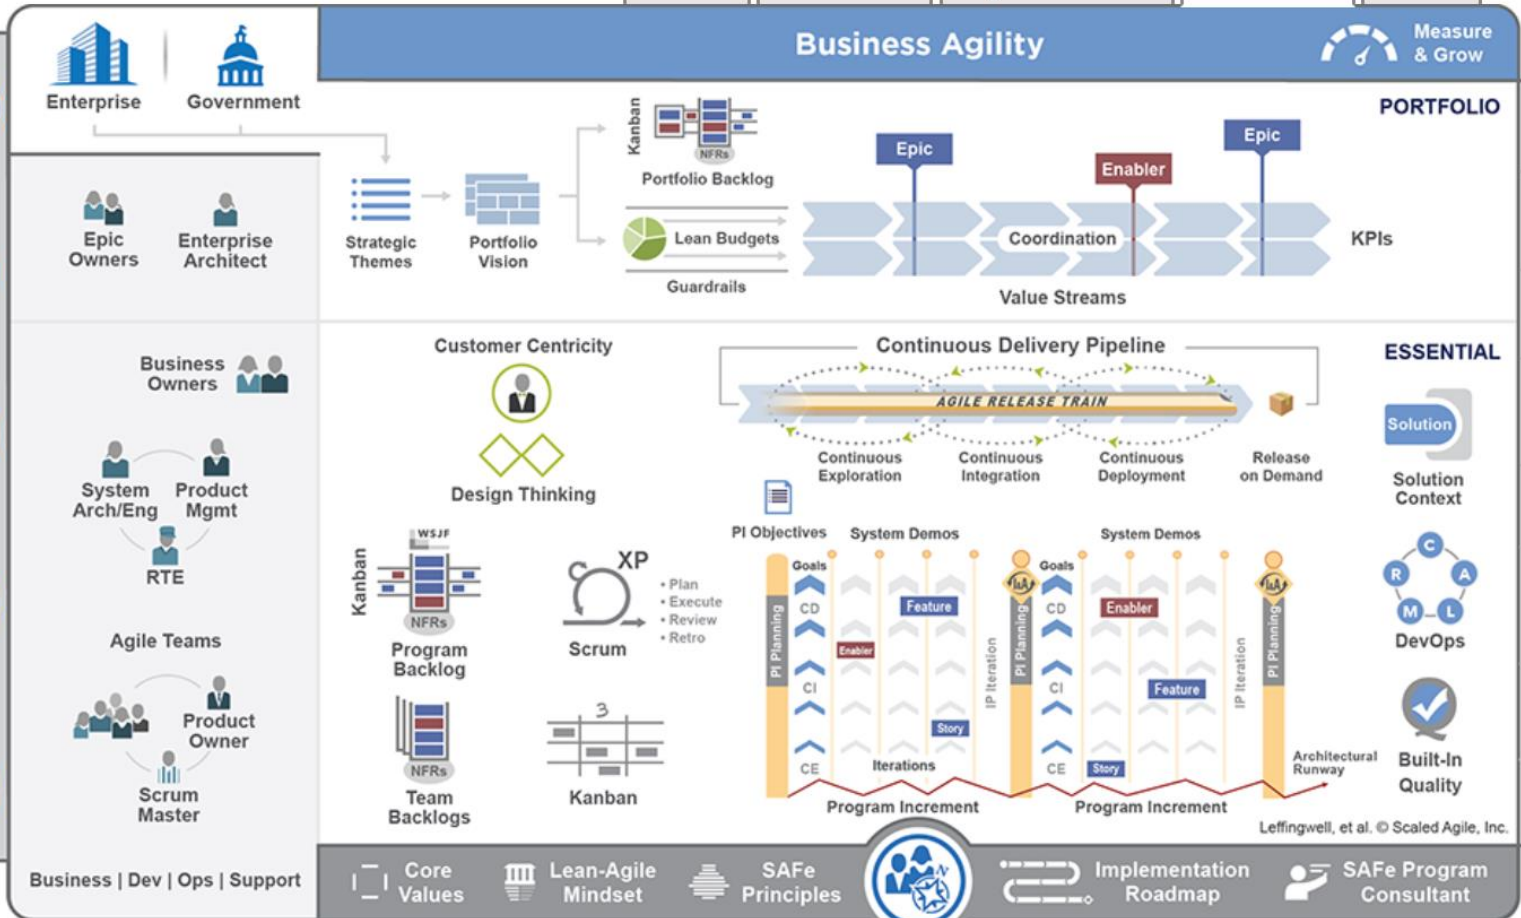 Business Agility
Measure
& Grow
Enterprise
Government
PORTFOLIO
Epic
Owners
Enterprise
Architect
Strategic
Themes
Portfolio
Vision
Kanban
NFRs
Portfolio Backlog
Lean Budgets
Guardrails
Epic
Enabler
Epic
Coordination
KPIs
Value Streams
ESSENTIAL
Business
Owners
System
Arch/Eng
Product
Mgmt
RTE
Agile Teams
Product
Owner
Scrum
Master
Business | Dev | Ops | Support
Customer Centricity
Design Thinking
Kanban
WSJF
NFRs
Program
Backlog
XP
Scrum
• Plan
• Execute
• Review
• Retro
NFRs
Team
Backlogs
3
Kanban
Continuous Delivery Pipeline
AGILE RELEASE TRAIN
Continuous
Exploration
Continuous
Integration
Continuous
Deployment
Release
on Demand
PI Objectives
System Demos
System Demos
PI Planning
Goals
CD
CI
CE
Enabler
Feature
Story
Iterations
IP Iteration
Program Increment
I&A
PI Planning
Goals
CD
CI
CE
Enabler
Feature
Story
IP Iteration
Program Increment
I&A
PI Planning
Architectural
Runway
Solution
Solution
Context
C
A
L
M
R
DevOps
Built-In
Quality
Leffingwell, et al. © Scaled Agile, Inc.
Core
Values
Lean-Agile
Mindset
SAFe
Principles
N
Implementation
Roadmap
SAFe Program
Consultant